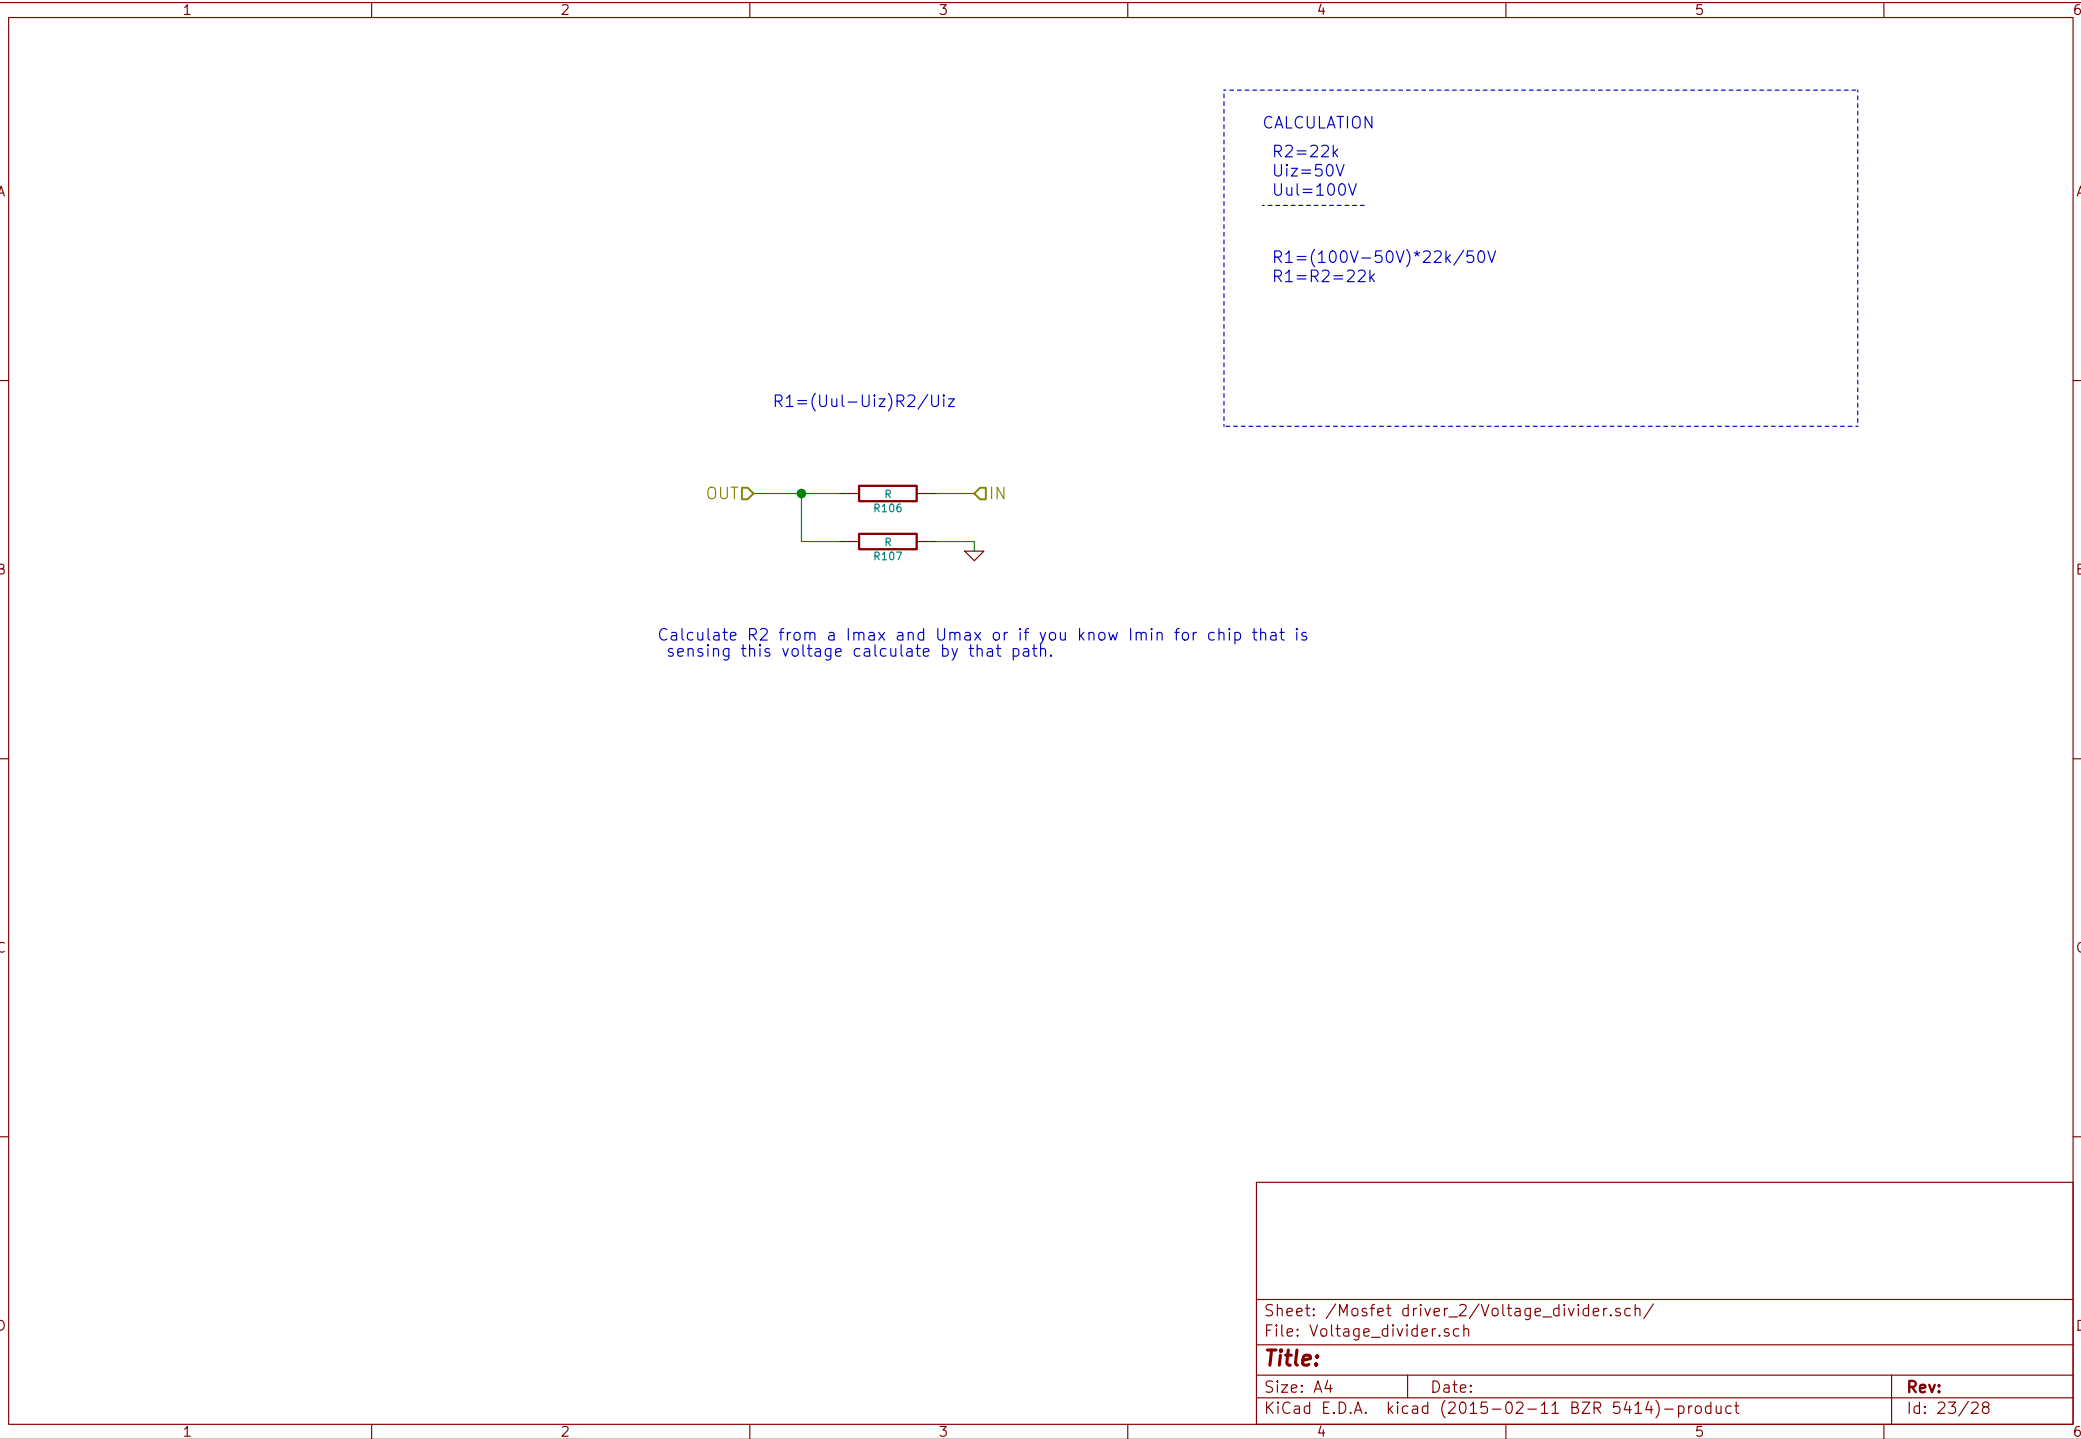 1 2 3 4 5 6
CALCULATION
R2=22k
Uiz=50V
Uul=100V
A A
R1=(100V-50V)*22k/50V
R1=R2=22k
R1=(Uul-Uiz)R2/Uiz
OUT R IN
R106
R
R107
B B
Calculate R2 from a Imax and Umax or if you know Imin for chip that is
sensing this voltage calculate by that path.
C C
Sheet: /Mosfet driver_2/Voltage_divider.sch/
D D
File: Voltage_divider.sch
Title:
Size: A4 Date: Rev:
KiCad E.D.A. kicad (2015-02-11 BZR 5414)-product Id: 23/28
1 2 3 4 5 6